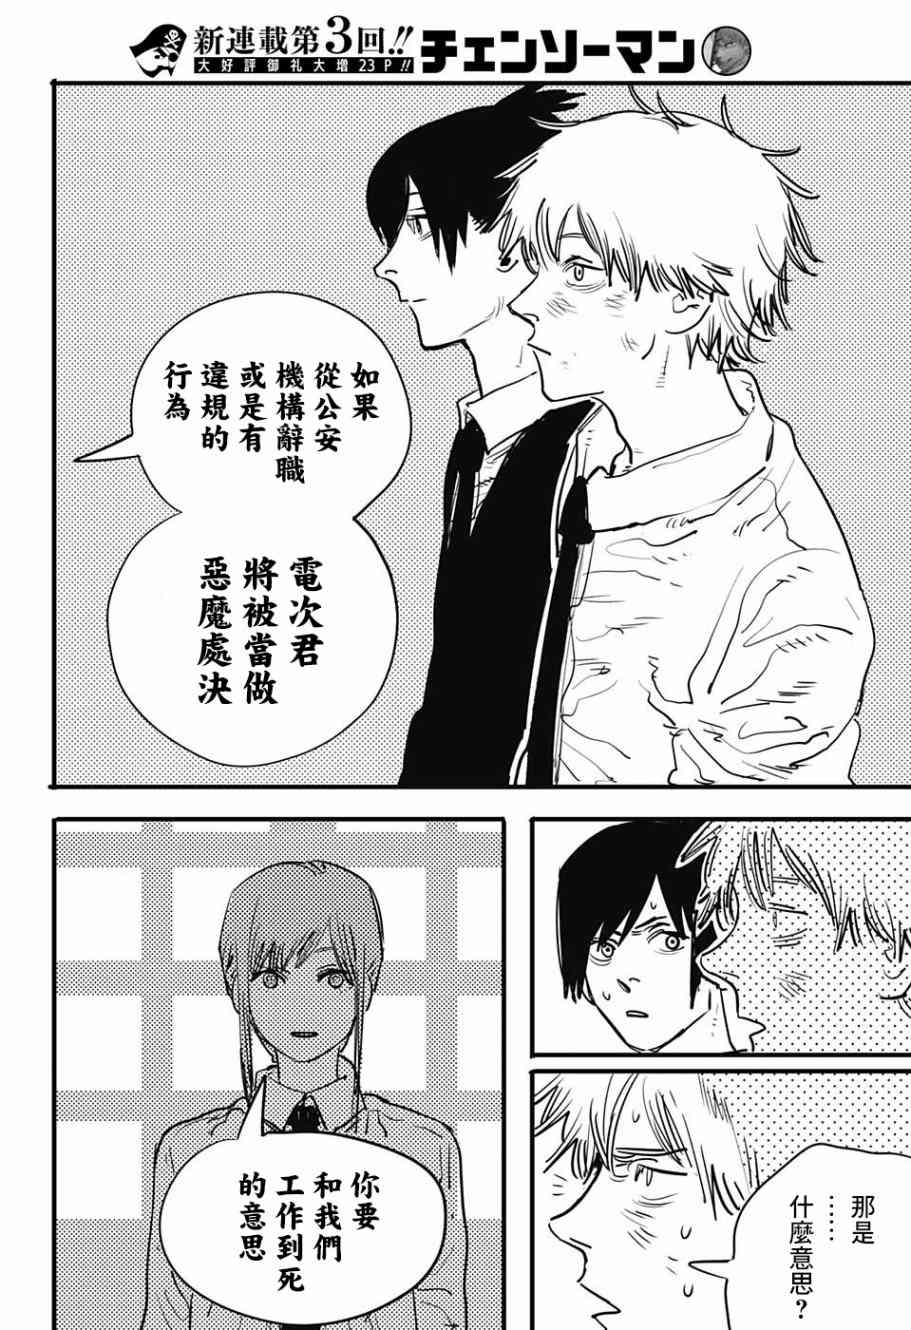 新連載第3回!!
大好評御礼大増23P!!
チェンソーマン
如果
從公安
機構辭職
或是有
違規的
行為
電次君
將被當做
惡魔處決
那是
……
什麼意思?
你要
和我們
工作到死
的意思